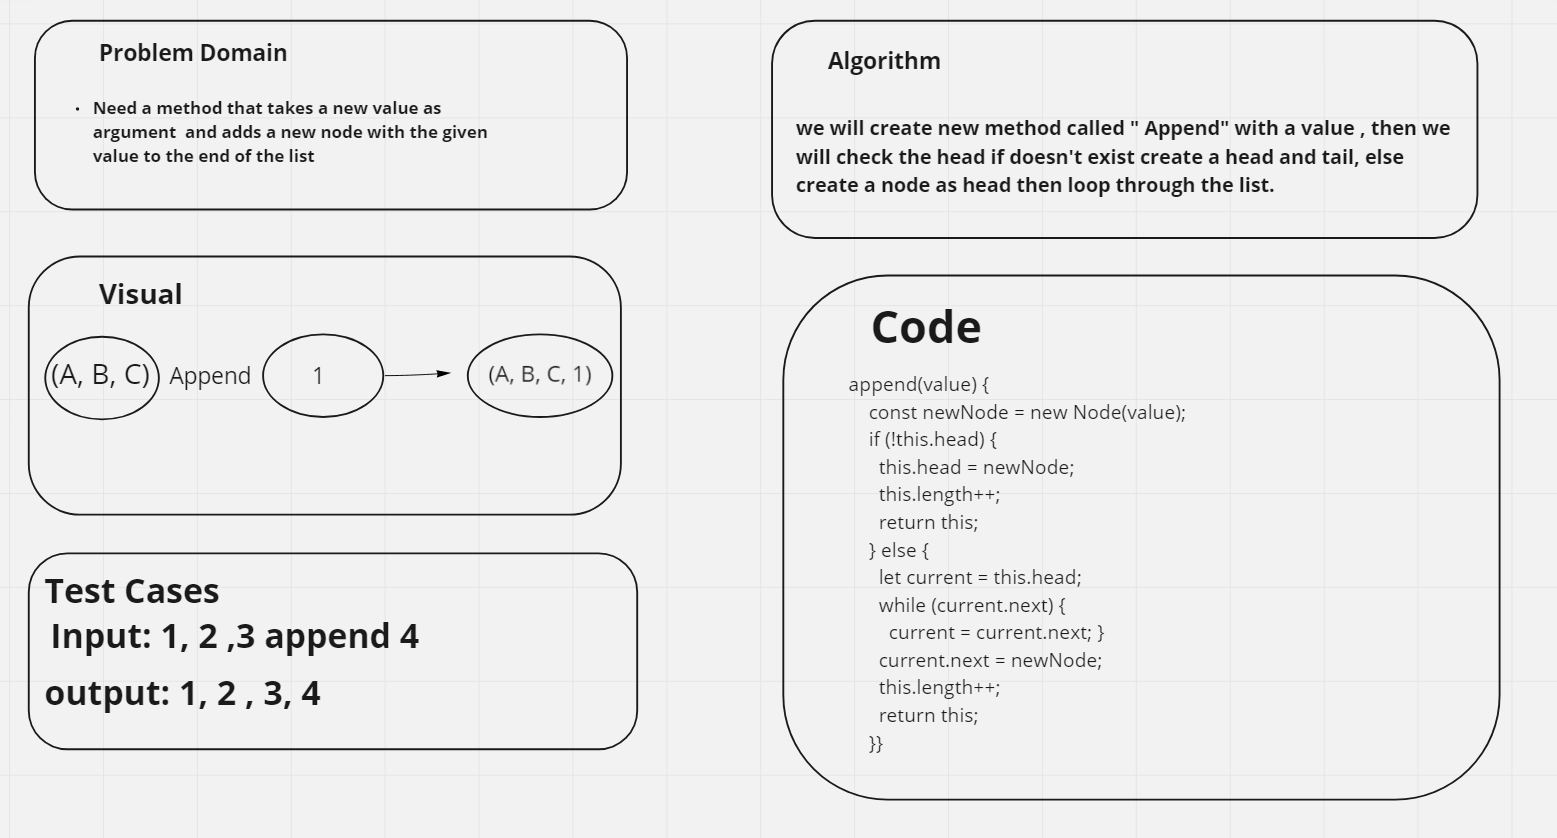 Problem Domain
• Need a method that takes a new value as
argument  and adds a new node with the given
value to the end of the list
Visual
(A, B, C) Append 1 (A, B, C, 1)
Test Cases
Input: 1, 2 ,3 append 4
output: 1, 2 , 3, 4
Algorithm
we will create new method called " Append" with a value , then we
will check the head if doesn't exist create a head and tail, else
create a node as head then loop through the list.
Code
append(value) {
    const newNode = new Node(value);
    if (!this.head) {
      this.head = newNode;
      this.length++;
      return this;
    } else {
      let current = this.head;
      while (current.next) {
        current = current.next; }
      current.next = newNode;
      this.length++;
      return this;
    }}